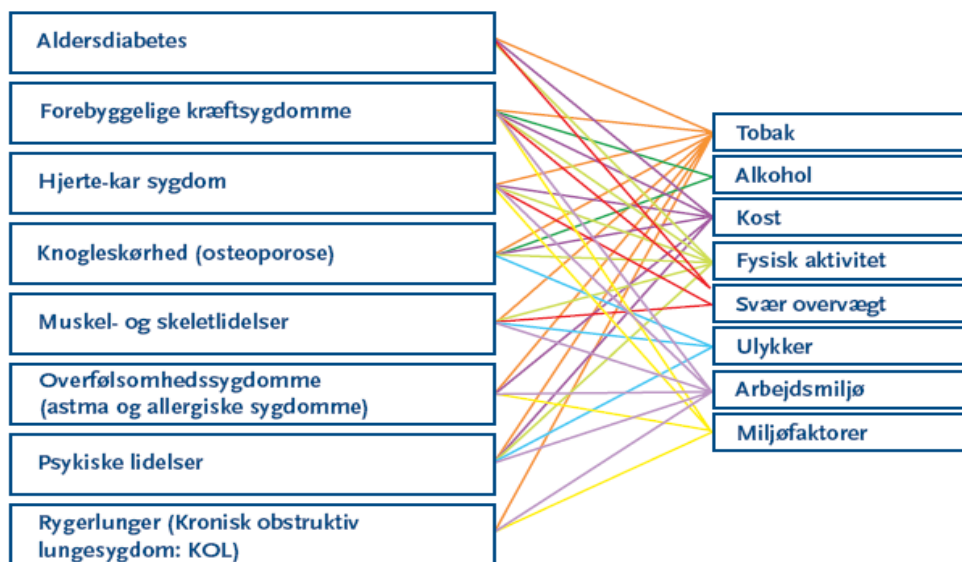 Aldersdiabetes
Forebyggelige kræftsygdomme
Hjerte-kar sygdom
Knogleskørhed (osteoporose)
Muskel- og skeletlidelser
Overfølsomhedssygdomme
(astma og allergiske sygdomme)
Psykiske lidelser
Rygerlunger (Kronisk obstruktiv
lungesygdom: KOL)
Tobak
Alkohol
Kost
Fysisk aktivitet
Svær overvægt
Ulykker
Arbejdsmiljø
Miljøfaktorer